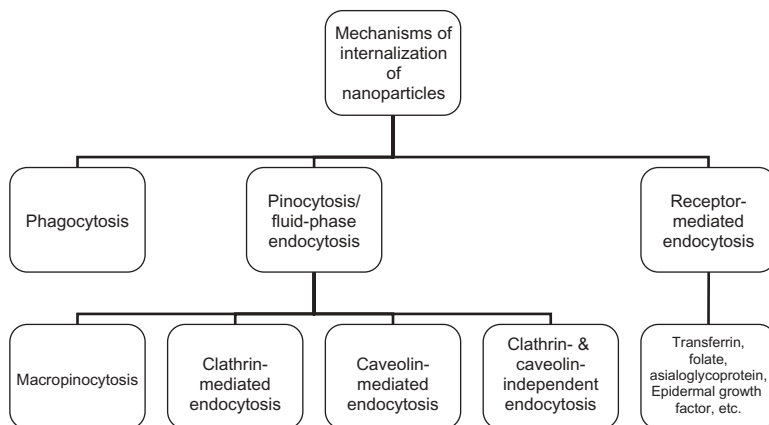 Mechanisms of
internalization
of
nanoparticles
Phagocytosis
Pinocytosis/
fluid-phase
endocytosis
Receptor-
mediated
endocytosis
Macropinocytosis
Clathrin-
mediated
endocytosis
Caveolin-
mediated
endocytosis
Clathrin- &
caveolin-
independent
endocytosis
Transferrin,
folate,
asialoglycoprotein,
Epidermal growth
factor, etc.